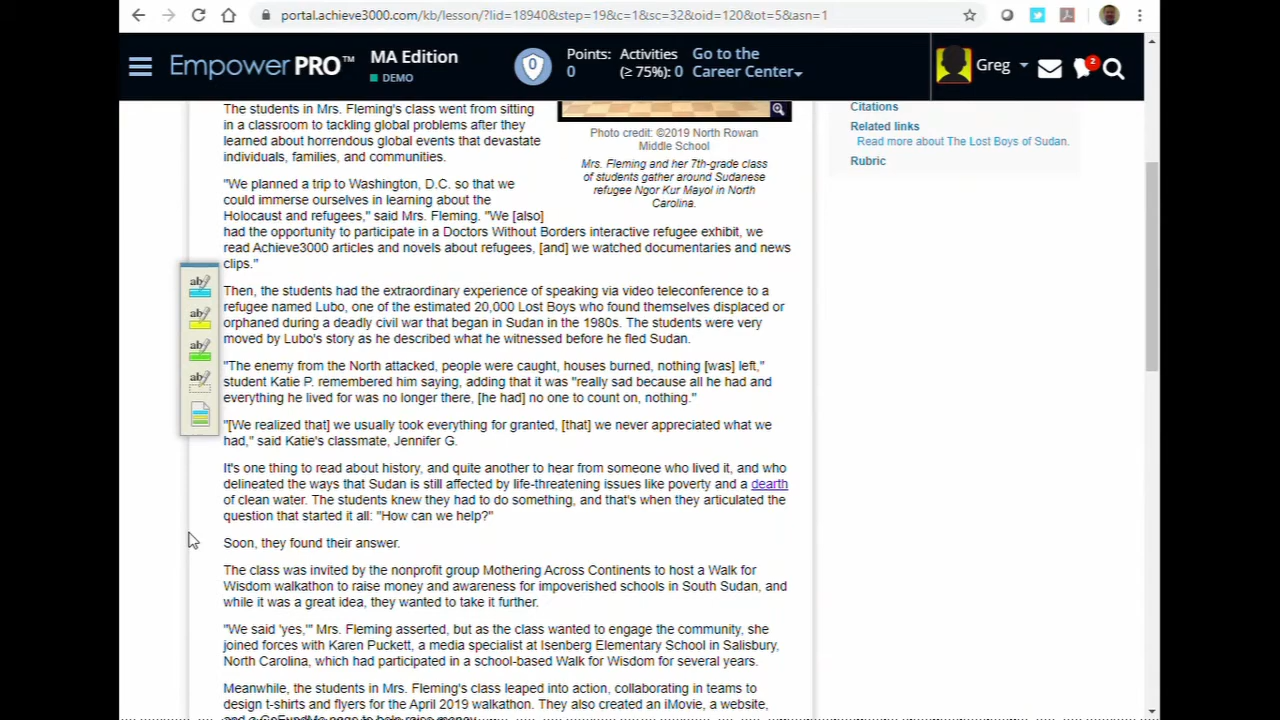 portal.achieve3000.com/kb/lesson/?lid=18940&step=19&c=1&sc=32&oid=120&ot=5&asn=1
EmpowerPRO™
MA Edition
DEMO
0
Points:
0
Activities
(≥ 75%): 0
Go to the
Career Center
Greg
2
The students in Mrs. Fleming's class went from sitting
in a classroom to tackling global problems after they
learned about horrendous global events that devastate
individuals, families, and communities.
"We planned a trip to Washington, D.C. so that we
could immerse ourselves in learning about the
Holocaust and refugees," said Mrs. Fleming. "We [also]
had the opportunity to participate in a Doctors Without Borders interactive refugee exhibit, we
read Achieve3000 articles and novels about refugees, [and] we watched documentaries and news
clips."
Photo credit: ©2019 North Rowan
Middle School
Mrs. Fleming and her 7th-grade class
of students gather around Sudanese
refugee Ngor Kur Mayol in North
Carolina.
Citations
Related links
Read more about The Lost Boys of Sudan.
Rubric
ab
ab
ab
ab
Then, the students had the extraordinary experience of speaking via video teleconference to a
refugee named Lubo, one of the estimated 20,000 Lost Boys who found themselves displaced or
orphaned during a deadly civil war that began in Sudan in the 1980s. The students were very
moved by Lubo's story as he described what he witnessed before he fled Sudan.
"The enemy from the North attacked, people were caught, houses burned, nothing [was] left,"
student Katie P. remembered him saying, adding that it was "really sad because all he had and
everything he lived for was no longer there, [he had] no one to count on, nothing."
"[We realized that] we usually took everything for granted, [that] we never appreciated what we
had," said Katie's classmate, Jennifer G.
It's one thing to read about history, and quite another to hear from someone who lived it, and who
delineated the ways that Sudan is still affected by life-threatening issues like poverty and a dearth
of clean water. The students knew they had to do something, and that's when they articulated the
question that started it all: "How can we help?"
Soon, they found their answer.
The class was invited by the nonprofit group Mothering Across Continents to host a Walk for
Wisdom walkathon to raise money and awareness for impoverished schools in South Sudan, and
while it was a great idea, they wanted to take it further.
"We said 'yes,'" Mrs. Fleming asserted, but as the class wanted to engage the community, she
joined forces with Karen Puckett, a media specialist at Isenberg Elementary School in Salisbury,
North Carolina, which had participated in a school-based Walk for Wisdom for several years.
Meanwhile, the students in Mrs. Fleming's class leaped into action, collaborating in teams to
design t-shirts and flyers for the April 2019 walkathon. They also created an iMovie, a website,
and a GoFundMe page to help raise money.